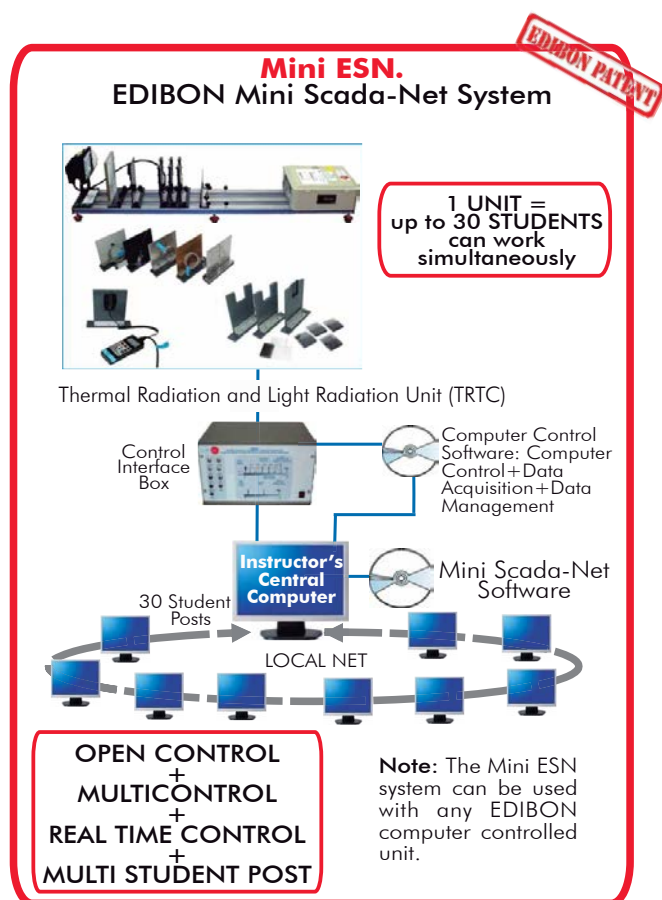 EDIBON PATENT
Mini ESN.
EDIBON Mini Scada-Net System
1 UNIT =
up to 30 STUDENTS
can work
simultaneously
Thermal Radiation and Light Radiation Unit (TRTC)
Control
Interface
Box
Computer Control
Software: Computer
Control+Data
Acquisition+Data
Management
Instructor's
Central
Computer
Mini Scada-Net
Software
30 Student
Posts
LOCAL NET
OPEN CONTROL
+
MULTICONTROL
+
REAL TIME CONTROL
+
MULTI STUDENT POST
Note: The Mini ESN
system can be used
with any EDIBON
computer controlled
unit.